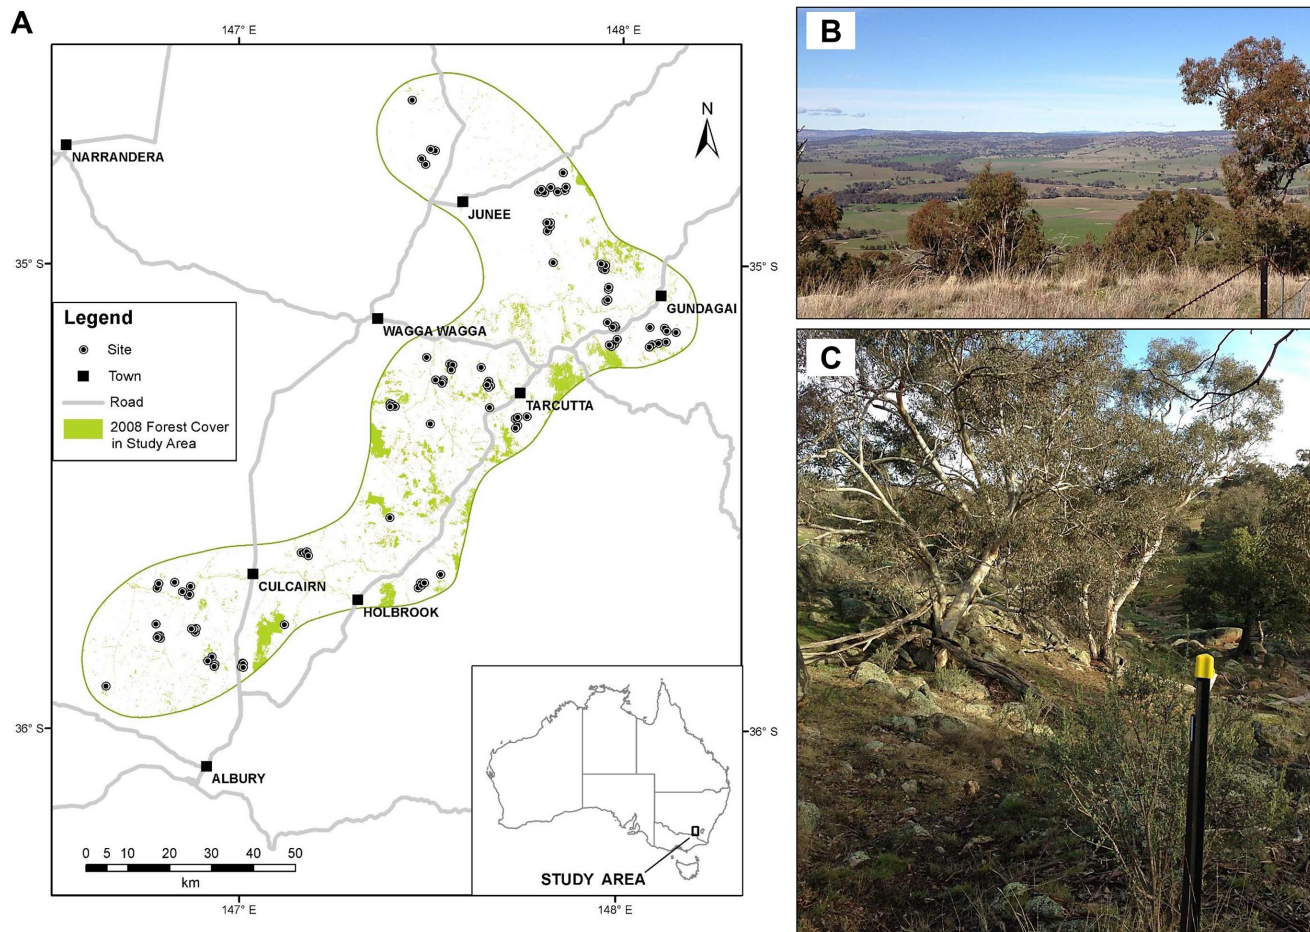 A
147° E
148° E
N
NARRANDERA
JUNEE
35° S
35° S
GUNDAGAI
Legend
Site
Town
Road
2008 Forest Cover
in Study Area
WAGGA WAGGA
TARCUTTA
CULCAIRN
HOLBROOK
36° S
36° S
ALBURY
0 5 10 20 30 40 50
km
STUDY AREA
147° E
148° E
B
C